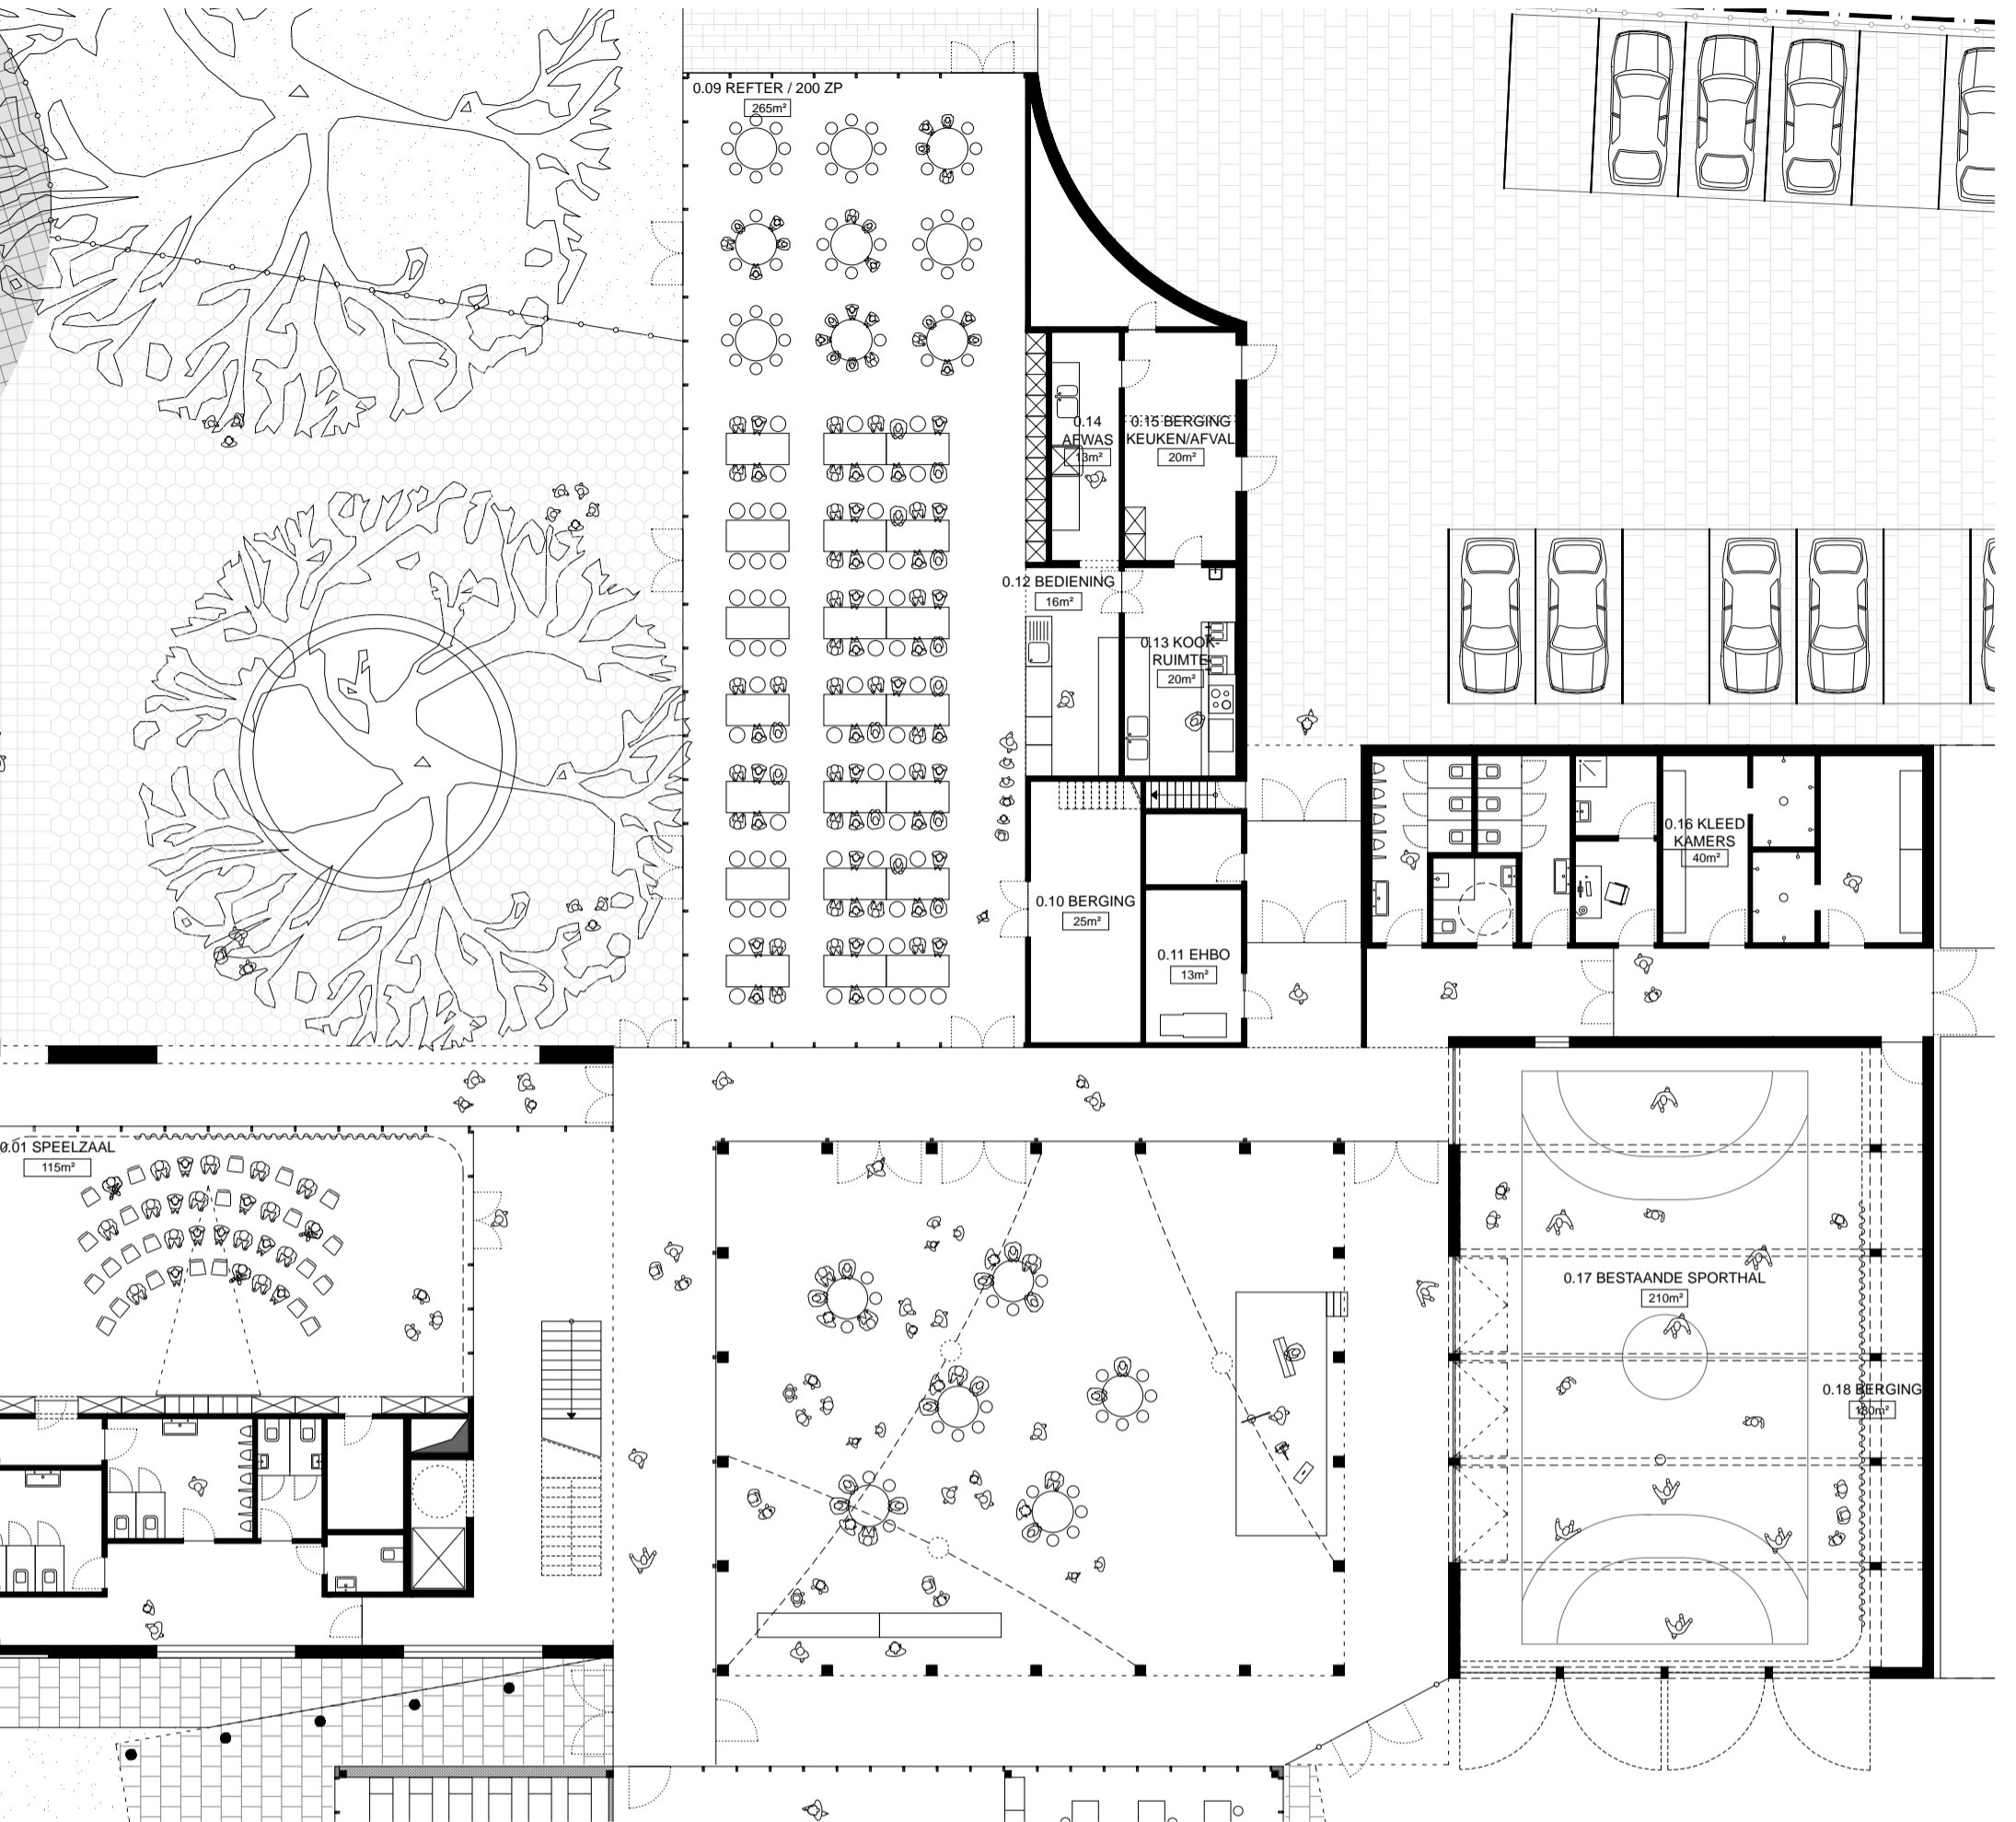 0.09 REFTER / 200 ZP
265m²
0.14
AFWAS
13m²
0.15 BERGING
KEUKEN/AFVAL
20m²
0.12 BEDIENING
16m²
0.13 KOOK-
RUIMTE
20m²
0.16 KLEED
KAMERS
40m²
0.10 BERGING
25m²
0.11 EHBO
13m²
0.01 SPEELZAAL
115m²
0.17 BESTAANDE SPORTHAL
210m²
0.18 BERGING